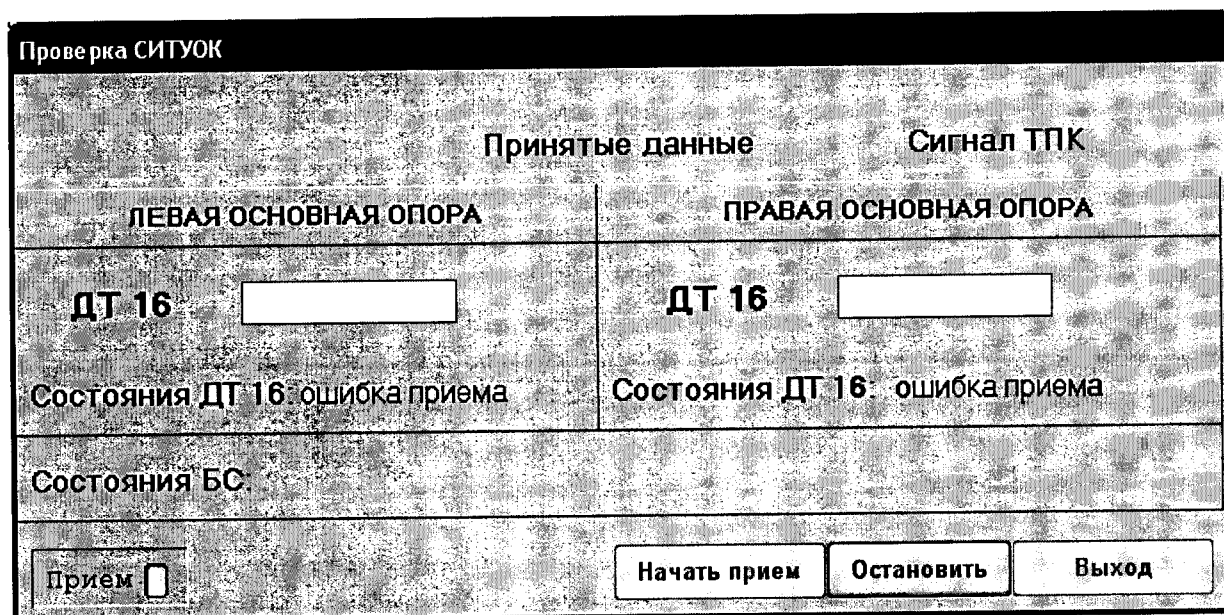 Проверка СИТУОК
Принятые данные Сигнал ТПК
ЛЕВАЯ ОСНОВНАЯ ОПОРА ПРАВАЯ ОСНОВНАЯ ОПОРА
ДТ 16 ДТ 16
Состояния ДТ 16: ошибка приема Состояния ДТ 16: ошибка приема
Состояния БС:
Прием Начать прием Остановить Выход